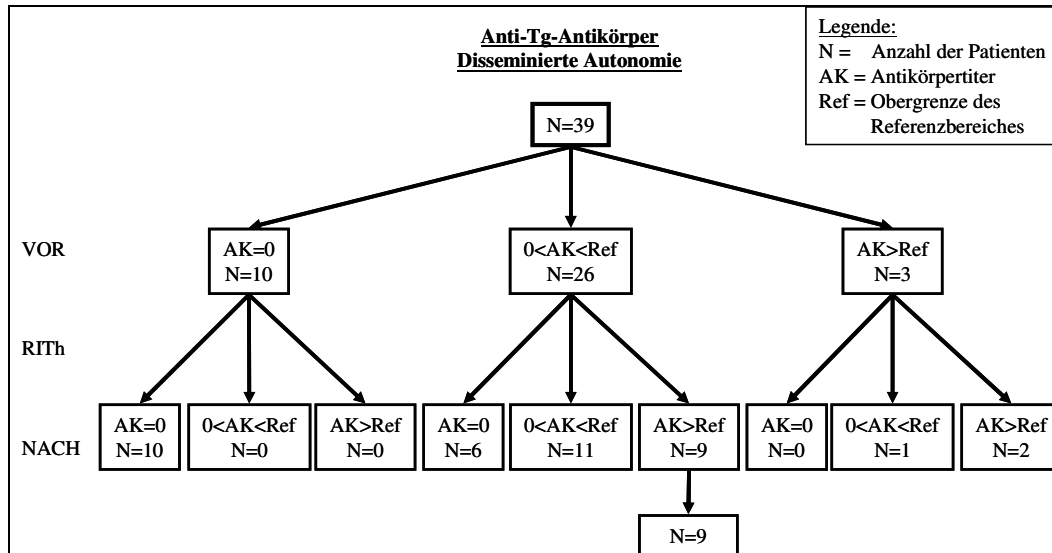 Anti-Tg-Antikörper
Disseminierte Autonomie
Legende:
N = Anzahl der Patienten
AK = Antikörpertiter
Ref = Obergrenze des
Referenzbereiches
N=39
VOR
AK=0
N=10
0<AK<Ref
N=26
AK>Ref
N=3
RITh
NACH
AK=0
N=10
0<AK<Ref
N=0
AK>Ref
N=0
AK=0
N=6
0<AK<Ref
N=11
AK>Ref
N=9
AK=0
N=0
0<AK<Ref
N=1
AK>Ref
N=2
N=9